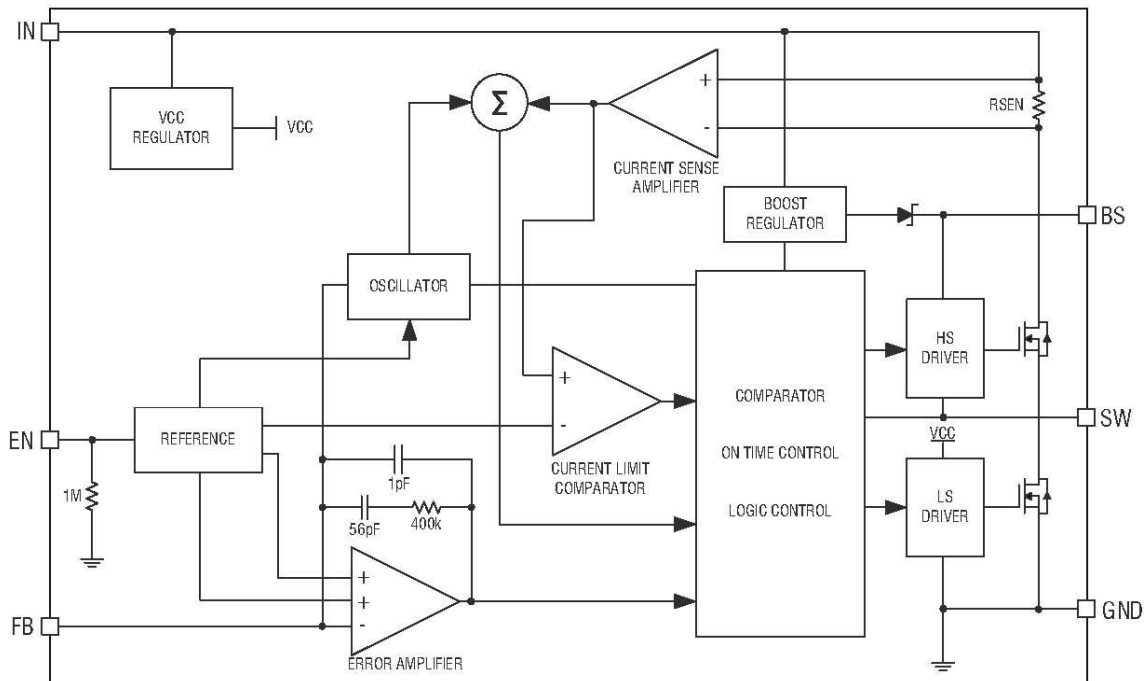 IN
VCC
REGULATOR
VCC
Σ
+
-
CURRENT SENSE
AMPLIFIER
RSEN
BOOST
REGULATOR
BS
OSCILLATOR
HS
DRIVER
EN
REFERENCE
1M
+
-
CURRENT LIMIT
COMPARATOR
COMPARATOR
ON TIME CONTROL
LOGIC CONTROL
SW
VCC
LS
DRIVER
1pF
56pF
400k
+
+
-
ERROR AMPLIFIER
FB
GND